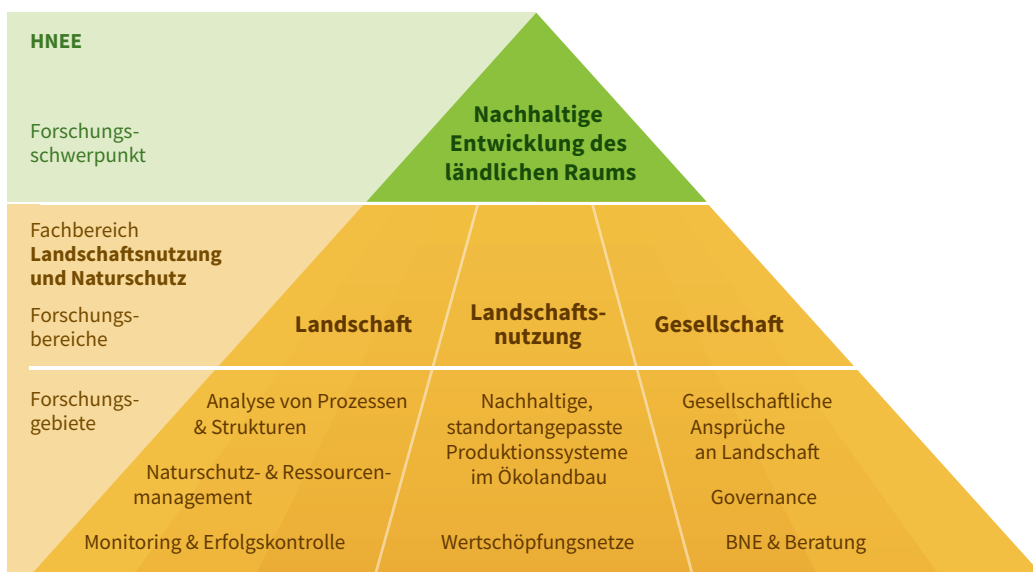 HNEE
Forschungs-
schwerpunkt
Nachhaltige
Entwicklung des
ländlichen Raums
Fachbereich
Landschaftsnutzung
und Naturschutz
Forschungs-
bereiche
Landschaft
Landschafts-
nutzung
Gesellschaft
Forschungs-
gebiete
Analyse von Prozessen
& Strukturen
Naturschutz- & Ressourcen-
management
Monitoring & Erfolgskontrolle
Nachhaltige,
standortangepasste
Produktionssysteme
im Ökolandbau
Wertschöpfungsnetze
Gesellschaftliche
Ansprüche
an Landschaft
Governance
BNE & Beratung